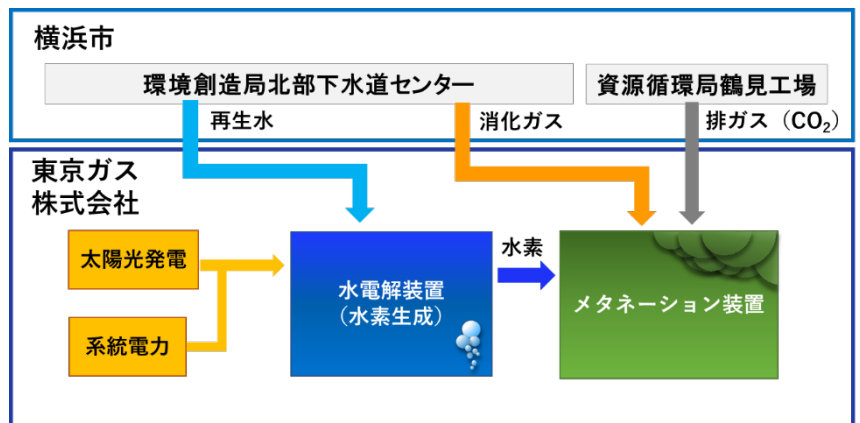 横浜市
環境創造局北部下水道センター
資源循環局鶴見工場
再生水
消化ガス
排ガス（CO₂）
東京ガス
株式会社
太陽光発電
系統電力
水電解装置
（水素生成）
水素
メタネーション装置